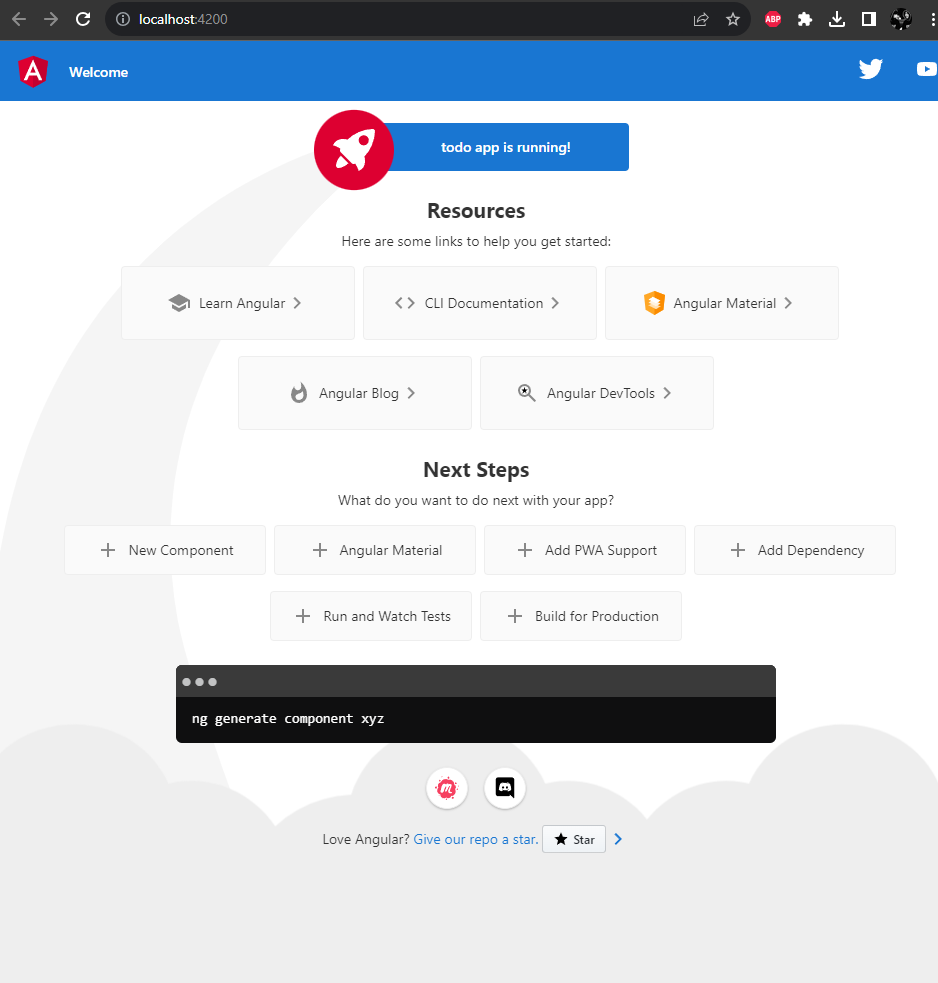 localhost:4200
ABP
Welcome
todo app is running!
Resources
Here are some links to help you get started:
Learn Angular
CLI Documentation
Angular Material
Angular Blog
Angular DevTools
Next Steps
What do you want to do next with your app?
New Component
Angular Material
Add PWA Support
Add Dependency
Run and Watch Tests
Build for Production
ng generate component xyz
Love Angular? Give our repo a star. Star